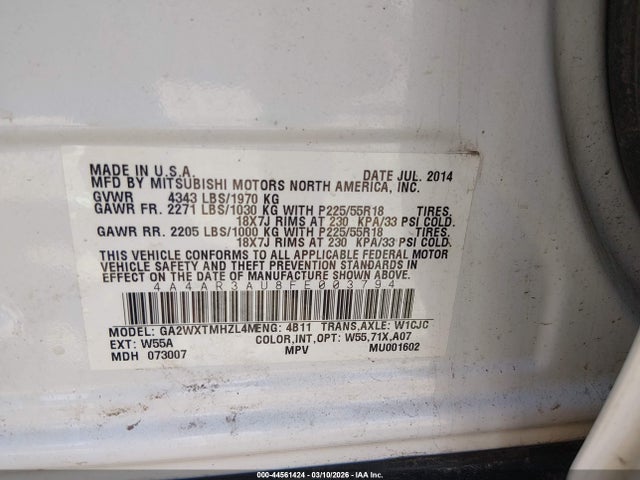 MADE IN U.S.A. DATE JUL. 2014
MFD BY MITSUBISHI MOTORS NORTH AMERICA, INC.
GVWR 4343 LBS/1970 KG
GAWR FR. 2271 LBS/1030 KG WITH P225/55R18 TIRES,
18X7J RIMS AT 230 KPA/33 PSI COLD.
GAWR RR. 2205 LBS/1000 KG WITH P225/55R18 TIRES,
18X7J RIMS AT 230 KPA/33 PSI COLD.
THIS VEHICLE CONFORMS TO ALL APPLICABLE FEDERAL MOTOR
VEHICLE SAFETY AND THEFT PREVENTION STANDARDS IN
EFFECT ON THE DATE OF MANUFACTURE SHOWN ABOVE.
4A4AR3AU8FE003794
MODEL: GA2WXTMHZL4M ENG: 4B11 TRANS,AXLE: W1CJC
EXT: W55A COLOR,INT,OPT: W55,71X,A07
MDH 073007 MPV MU001602
00-44561424 — 03/10/2026 — IAA Inc.